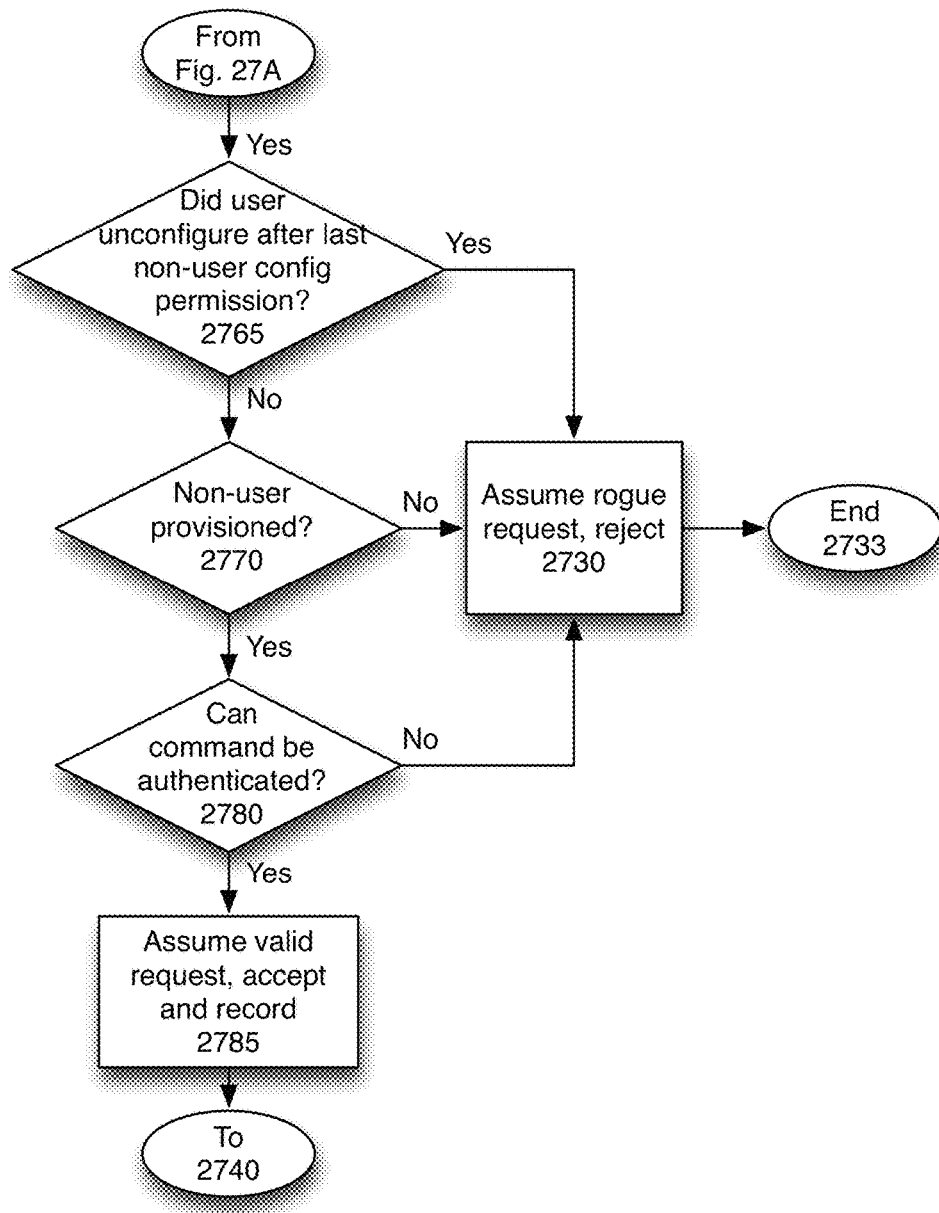 From
Fig. 27A
Yes
Did user
unconfigure after last
non-user config
permission?
2765
Yes
No
Non-user
provisioned?
2770
No
Assume rogue
request, reject
2730
End
2733
Yes
Can
command be
authenticated?
2780
No
Yes
Assume valid
request, accept
and record
2785
To
2740